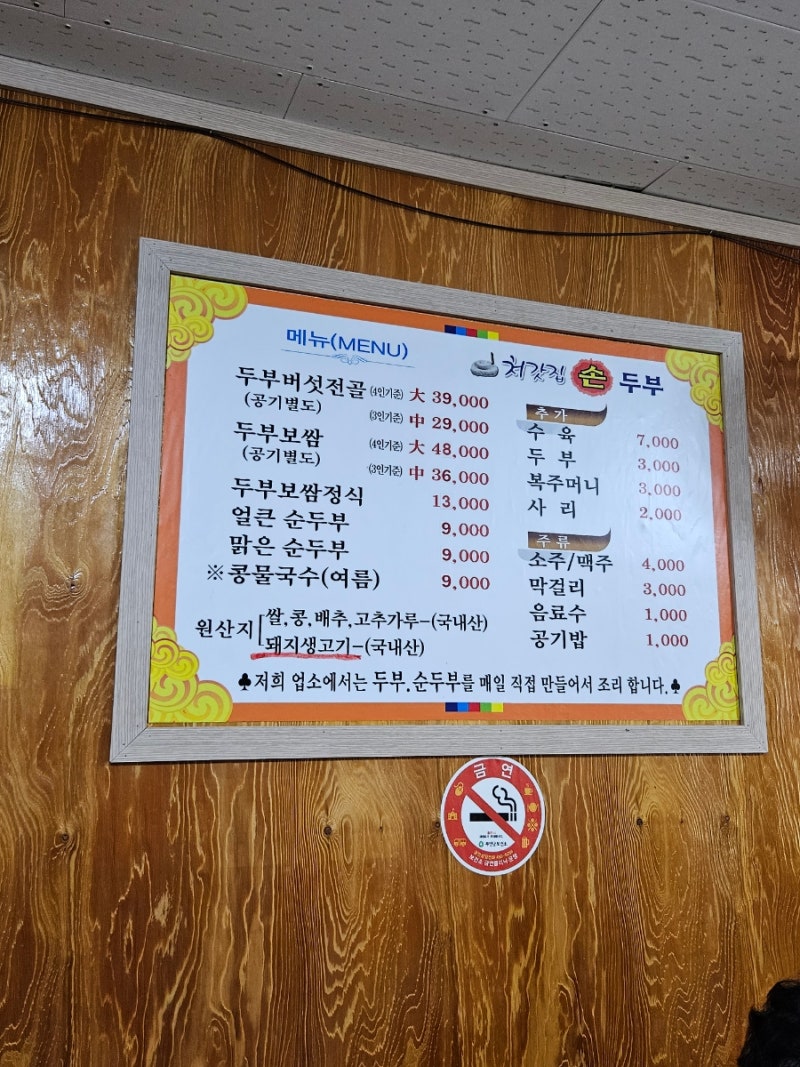 메뉴(MENU)
처갓집 손 두부
두부버섯전골 (4인기준) 大 39,000
(공기별도) (3인기준) 中 29,000
두부보쌈 (4인기준) 大 48,000
(공기별도) (3인기준) 中 36,000
두부보쌈정식 13,000
얼큰 순두부 9,000
맑은 순두부 9,000
※콩물국수(여름) 9,000
추 가
수 육 7,000
두 부 3,000
복주머니 3,000
사 리 2,000
주 류
소주/맥주 4,000
막걸리 3,000
음료수 1,000
공기밥 1,000
원산지 쌀,콩,배추,고추가루-(국내산)
돼지생고기-(국내산)
♣저희 업소에서는 두부, 순두부를 매일 직접 만들어서 조리 합니다.♣
금 연